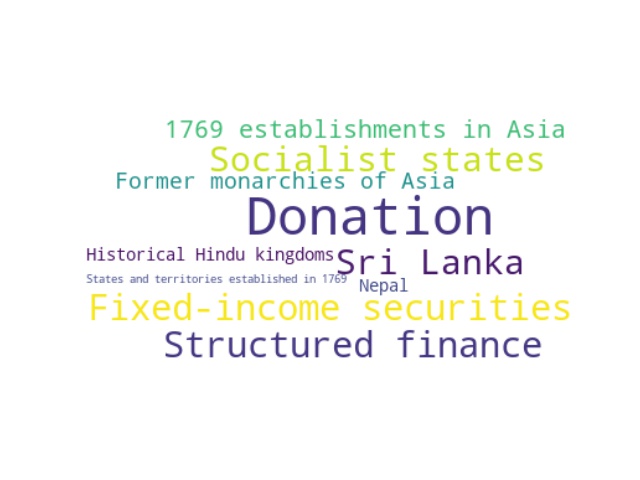 1769 establishments in Asia
Socialist states
Former monarchies of Asia
Donation
Historical Hindu kingdoms
Sri Lanka
States and territories established in 1769
Nepal
Fixed-income securities
Structured finance